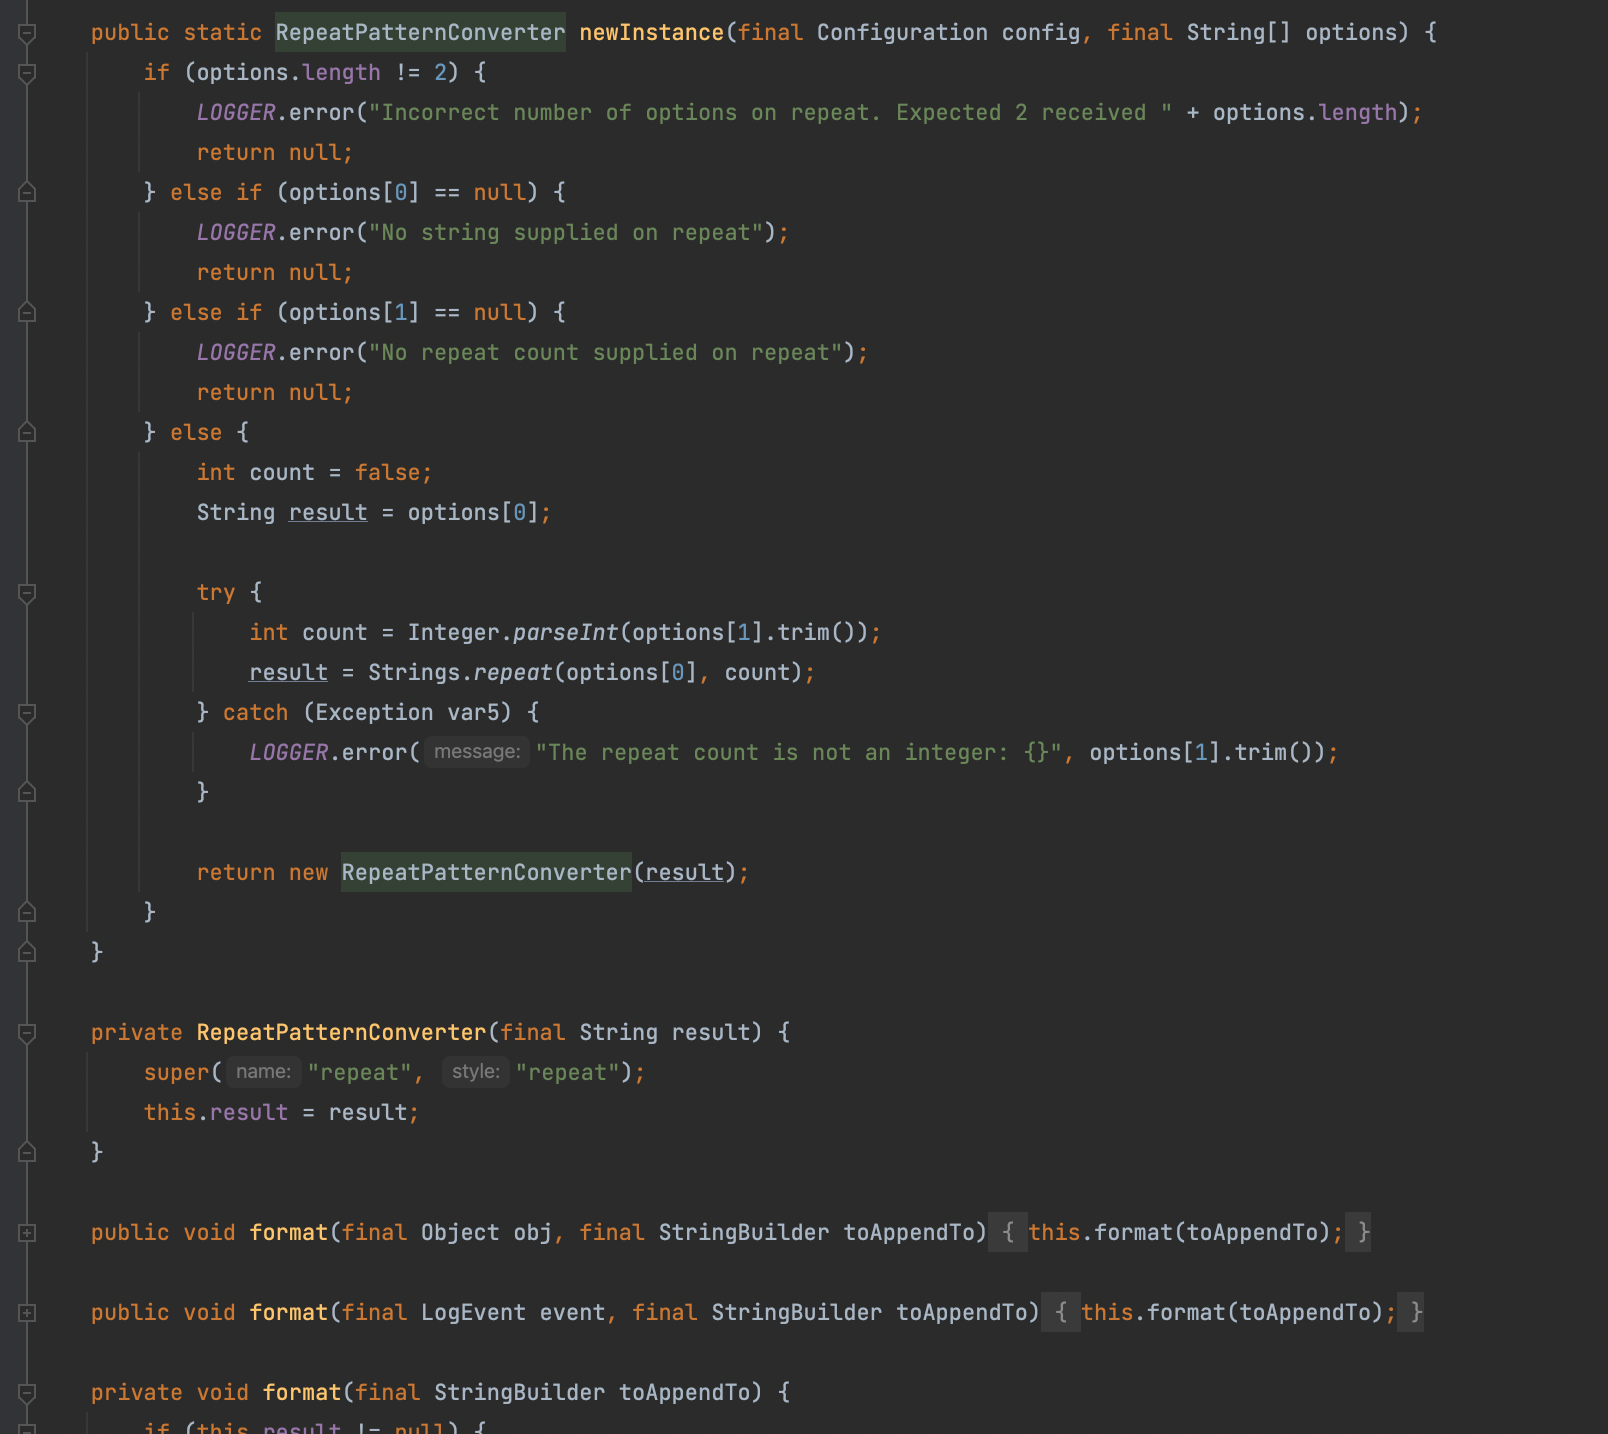 public static RepeatPatternConverter newInstance(final Configuration config, final String[] options) {
if (options.length != 2) {
LOGGER.error("Incorrect number of options on repeat. Expected 2 received " + options.length);
return null;
} else if (options[0] == null) {
LOGGER.error("No string supplied on repeat");
return null;
} else if (options[1] == null) {
LOGGER.error("No repeat count supplied on repeat");
return null;
} else {
int count = false;
String result = options[0];
try {
int count = Integer.parseInt(options[1].trim());
result = Strings.repeat(options[0], count);
} catch (Exception var5) {
LOGGER.error( message: "The repeat count is not an integer: {}", options[1].trim());
}
return new RepeatPatternConverter(result);
}
}
private RepeatPatternConverter(final String result) {
super( name: "repeat", style: "repeat");
this.result = result;
}
public void format(final Object obj, final StringBuilder toAppendTo) { this.format(toAppendTo); }
public void format(final LogEvent event, final StringBuilder toAppendTo) { this.format(toAppendTo); }
private void format(final StringBuilder toAppendTo) {
if (this.result != null) {